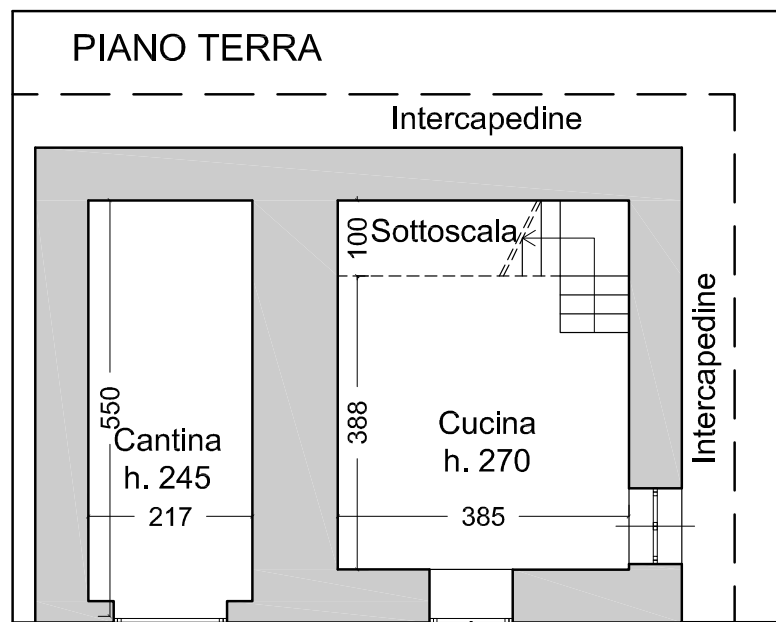 PIANO TERRA
Intercapedine
Sottoscala
100
Intercapedine
550
388
Cantina
h. 245
Cucina
h. 270
217
385